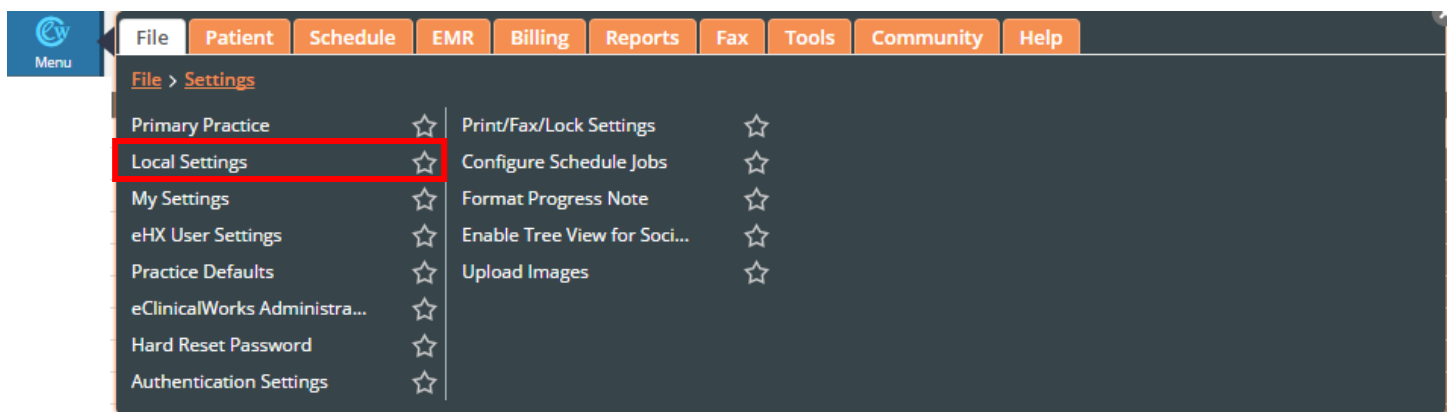 File Patient Schedule EMR Billing Reports Fax Tools Community Help
eCW
Menu
File > Settings
Primary Practice
Local Settings
My Settings
eHX User Settings
Practice Defaults
eClinicalWorks Administra...
Hard Reset Password
Authentication Settings
Print/Fax/Lock Settings
Configure Schedule Jobs
Format Progress Note
Enable Tree View for Soci...
Upload Images